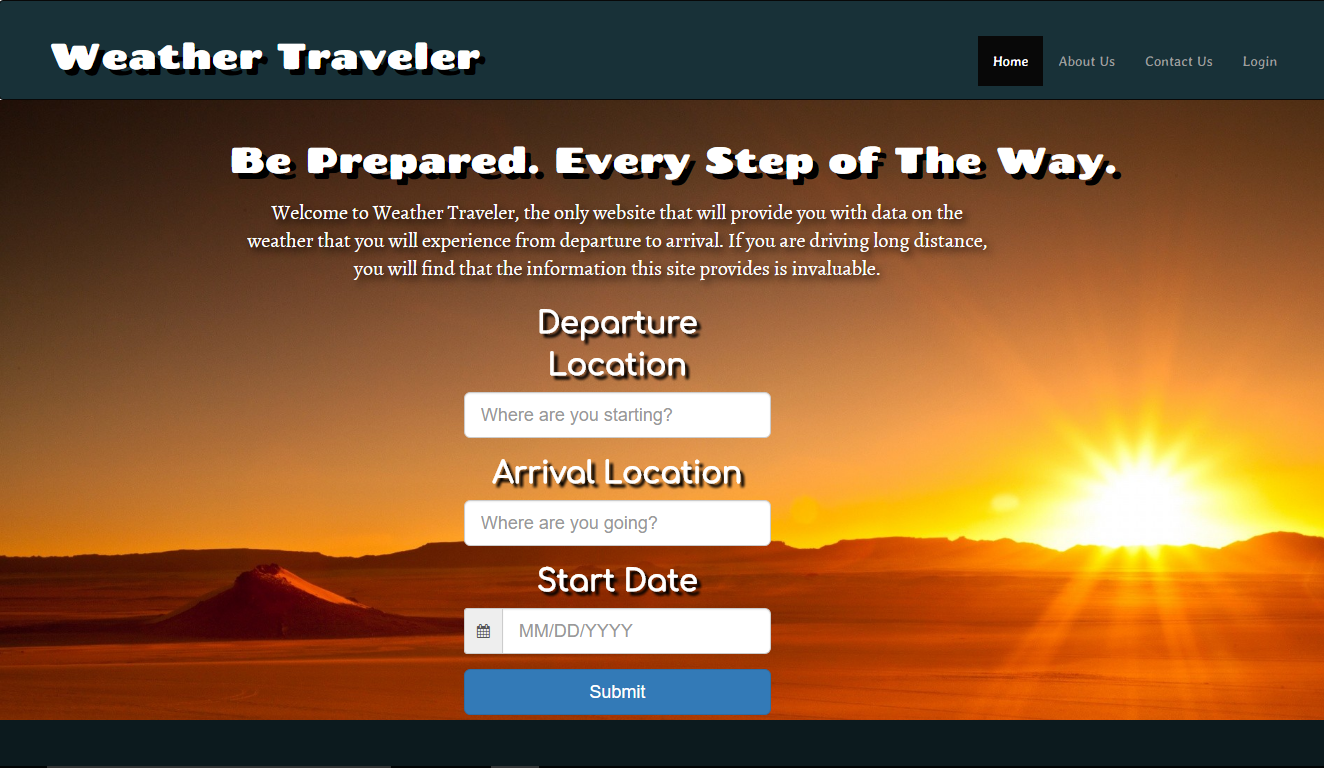 Weather Traveler
Home
About Us
Contact Us
Login
Be Prepared. Every Step of The Way.
Welcome to Weather Traveler, the only website that will provide you with data on the
weather that you will experience from departure to arrival. If you are driving long distance,
you will find that the information this site provides is invaluable.
Departure
Location
Where are you starting?
Arrival Location
Where are you going?
Start Date
MM/DD/YYYY
Submit